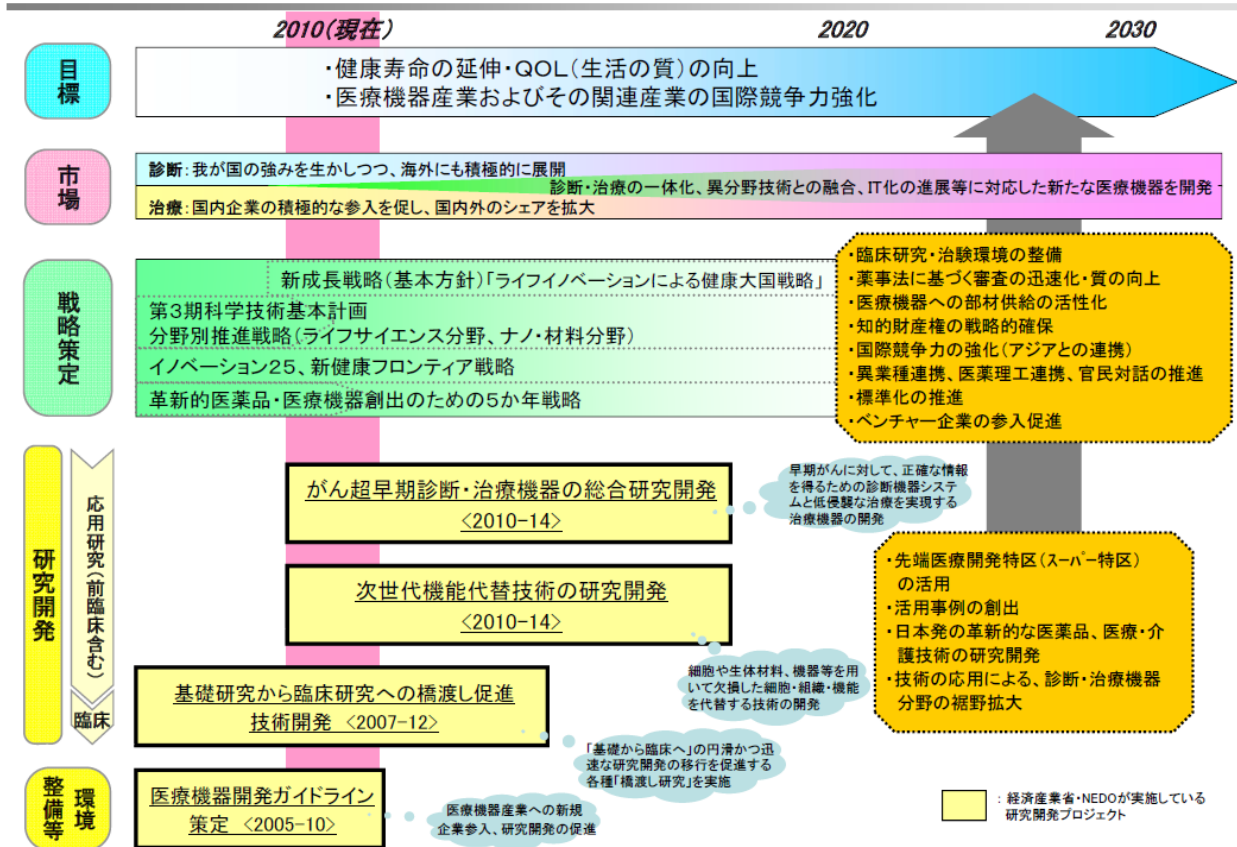 2010(現在)
2020
2030
目標
・健康寿命の延伸・QOL(生活の質)の向上
・医療機器産業およびその関連産業の国際競争力強化
市場
診断:我が国の強みを生かしつつ、海外にも積極的に展開
診断・治療の一体化、異分野技術との融合、IT化の進展等に対応した新たな医療機器を開発
治療:国内企業の積極的な参入を促し、国内外のシェアを拡大
戦略策定
新成長戦略(基本方針)「ライフイノベーションによる健康大国戦略」
第3期科学技術基本計画
分野別推進戦略(ライフサイエンス分野、ナノ・材料分野)
イノベーション25、新健康フロンティア戦略
革新的医薬品・医療機器創出のための5か年戦略
・臨床研究・治験環境の整備
・薬事法に基づく審査の迅速化・質の向上
・医療機器への部材供給の活性化
・知的財産権の戦略的確保
・国際競争力の強化(アジアとの連携)
・異業種連携、医薬理工連携、官民対話の推進
・標準化の推進
・ベンチャー企業の参入促進
研究開発
応用研究(前臨床含む)
臨床
がん超早期診断・治療機器の総合研究開発
<2010-14>
早期がんに対して、正確な情報
を得るための診断機器システ
ムと低侵襲な治療を実現する
治療機器の開発
次世代機能代替技術の研究開発
<2010-14>
細胞や生体材料、機器等を用
いて欠損した細胞・組織・機能
を代替する技術の開発
基礎研究から臨床研究への橋渡し促進
技術開発 <2007-12>
「基礎から臨床へ」の円滑かつ迅
速な研究開発の移行を促進する
各種「橋渡し研究」を実施
・先端医療開発特区(スーパー特区)
の活用
・活用事例の創出
・日本発の革新的な医薬品、医療・介
護技術の研究開発
・技術の応用による、診断・治療機器
分野の裾野拡大
環境
整備等
医療機器開発ガイドライン
策定 <2005-10>
医療機器産業への新規
企業参入、研究開発の促進
:経済産業省・NEDOが実施している
研究開発プロジェクト